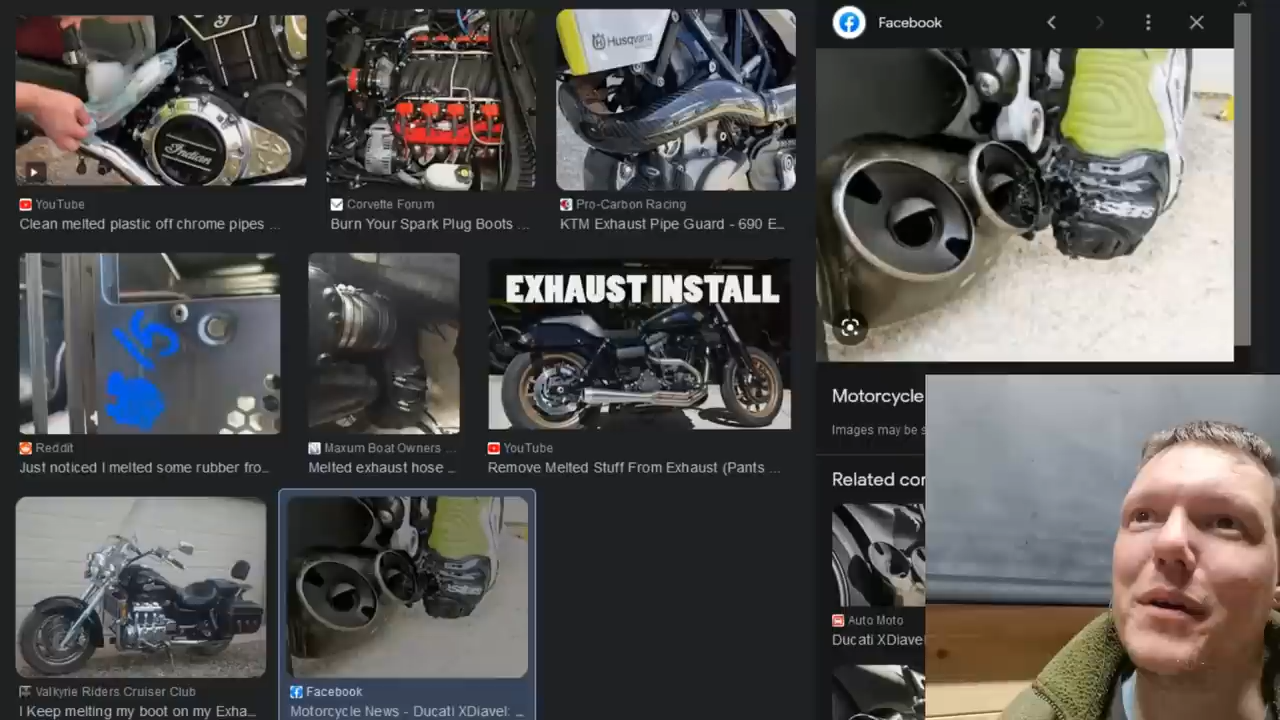 Facebook
Husqvarna
Indian
YouTube
Clean melted plastic off chrome pipes ...
Corvette Forum
Burn Your Spark Plug Boots ...
Pro-Carbon Racing
KTM Exhaust Pipe Guard - 690 E...
EXHAUST INSTALL
Reddit
Just noticed I melted some rubber fro...
Maxum Boat Owners ...
Melted exhaust hose ...
YouTube
Remove Melted Stuff From Exhaust (Pants ...
Motorcycle
Images may be s
Related cor
Auto Moto
Ducati XDiavel
Valkyrie Riders Cruiser Club
I Keep melting my boot on my Exha...
Facebook
Motorcycle News - Ducati XDiavel: ...